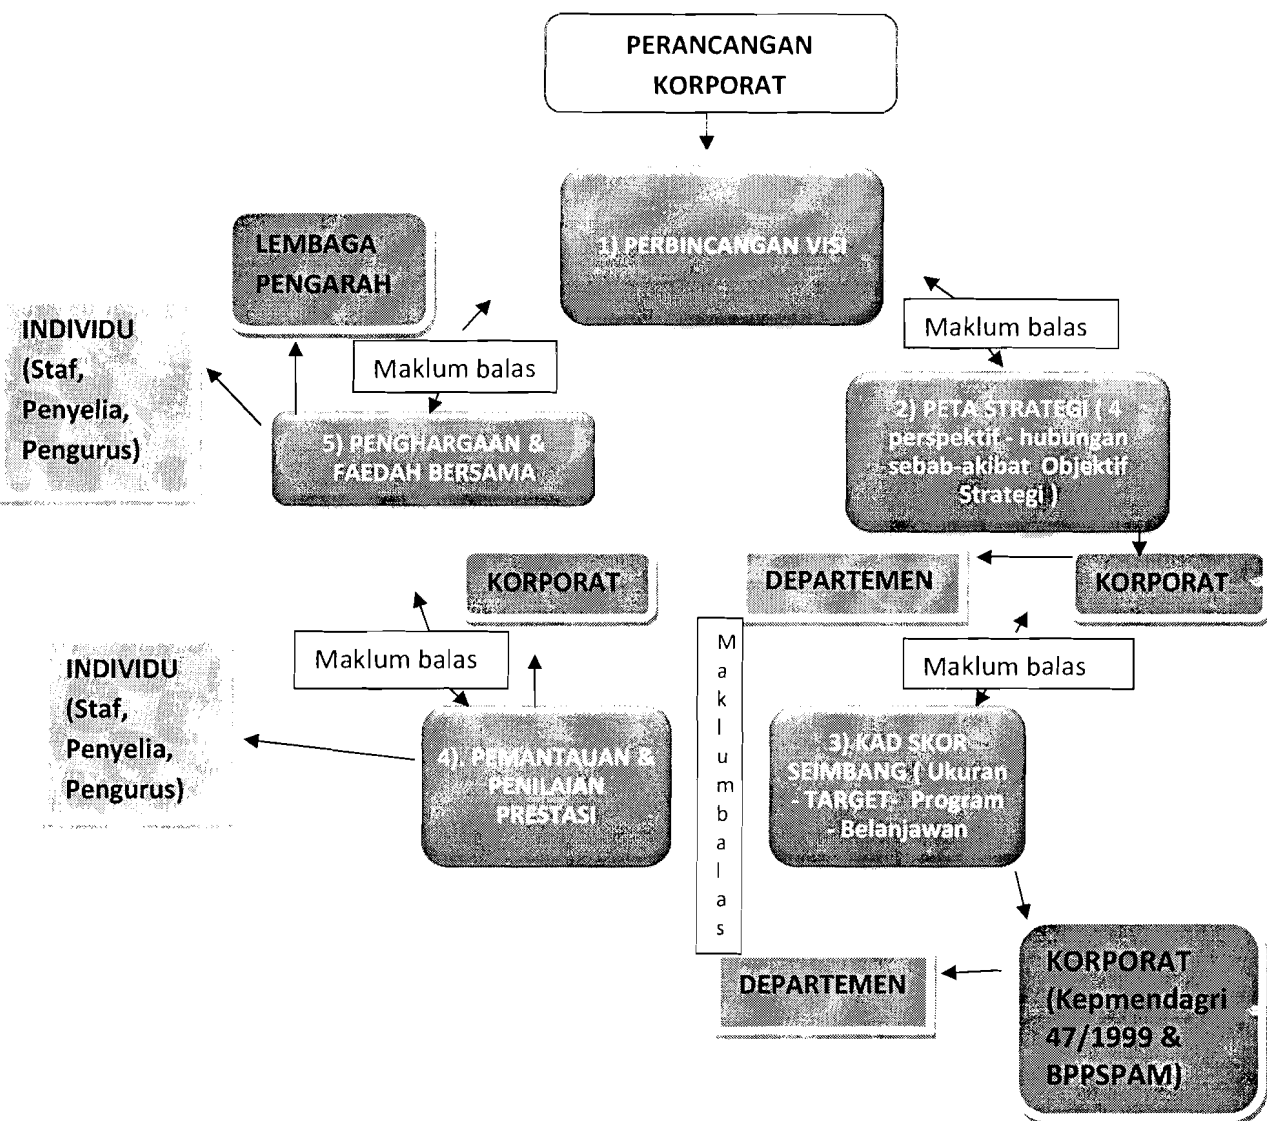 PERANCANGAN
KORPORAT
1) PERBINCANGAN VISI
LEMBAGA
PENGARAH
INDIVIDU
(Staf,
Penyelia,
Pengurus)
Maklum balas
Maklum balas
5) PENGHARGAAN &
FAEDAH BERSAMA
2) PETA STRATEGI ( 4
perspektif - hubungan
sebab-akibat Objektif
Strategi )
KORPORAT
DEPARTEMEN
KORPORAT
Maklum balas
Maklum balas
Maklum balas
INDIVIDU
(Staf,
Penyelia,
Pengurus)
4). PEMANTAUAN &
PENILAIAN
PRESTASI
3) KAD SKOR
SEIMBANG ( Ukuran
- TARGET- Program
- Belanjawan
DEPARTEMEN
KORPORAT
(Kepmendagri
47/1999 &
BPPSPAM)